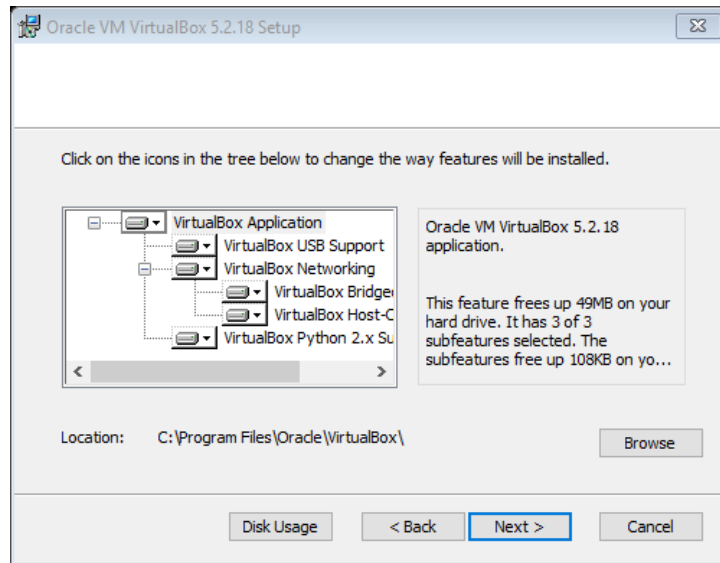 Oracle VM VirtualBox 5.2.18 Setup
Click on the icons in the tree below to change the way features will be installed.
VirtualBox Application
VirtualBox USB Support
VirtualBox Networking
VirtualBox Bridge
VirtualBox Host-C
VirtualBox Python 2.x Su
Oracle VM VirtualBox 5.2.18
application.
This feature frees up 49MB on your
hard drive. It has 3 of 3
subfeatures selected. The
subfeatures free up 108KB on yo...
Location: C:\Program Files\Oracle\VirtualBox\
Browse
Disk Usage < Back Next > Cancel